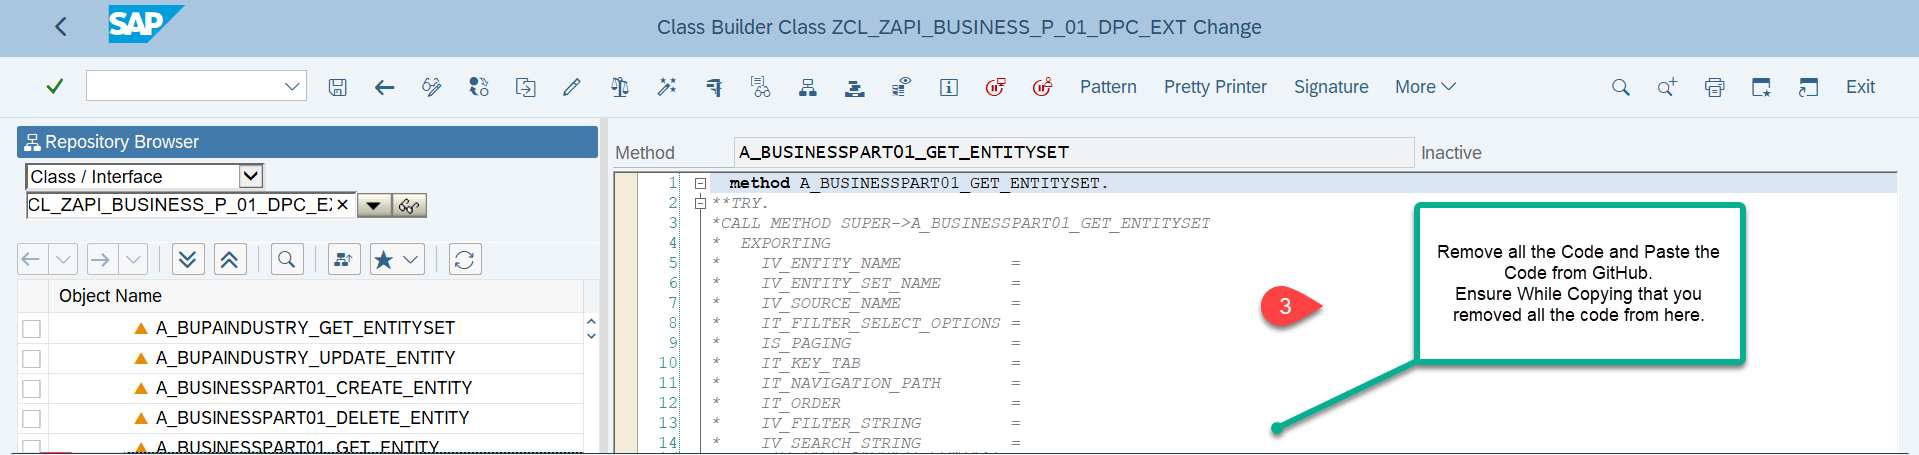 SAP
Class Builder Class ZCL_ZAPI_BUSINESS_P_01_DPC_EXT Change
Pattern
Pretty Printer
Signature
More
Exit
Repository Browser
Class / Interface
CL_ZAPI_BUSINESS_P_01_DPC_E
Object Name
A_BUPAINDUSTRY_GET_ENTITYSET
A_BUPAINDUSTRY_UPDATE_ENTITY
A_BUSINESSPART01_CREATE_ENTITY
A_BUSINESSPART01_DELETE_ENTITY
A_BUSINESSPART01_GET_ENTITY
Method
A_BUSINESSPART01_GET_ENTITYSET
Inactive
1 method A_BUSINESSPART01_GET_ENTITYSET.
2 **TRY.
3 *CALL METHOD SUPER->A_BUSINESSPART01_GET_ENTITYSET
4 * EXPORTING
5 * IV_ENTITY_NAME =
6 * IV_ENTITY_SET_NAME =
7 * IV_SOURCE_NAME =
8 * IT_FILTER_SELECT_OPTIONS =
9 * IS_PAGING =
10 * IT_KEY_TAB =
11 * IT_NAVIGATION_PATH =
12 * IT_ORDER =
13 * IV_FILTER_STRING =
14 * IV_SEARCH_STRING =
3
Remove all the Code and Paste the
Code from GitHub.
Ensure While Copying that you
removed all the code from here.